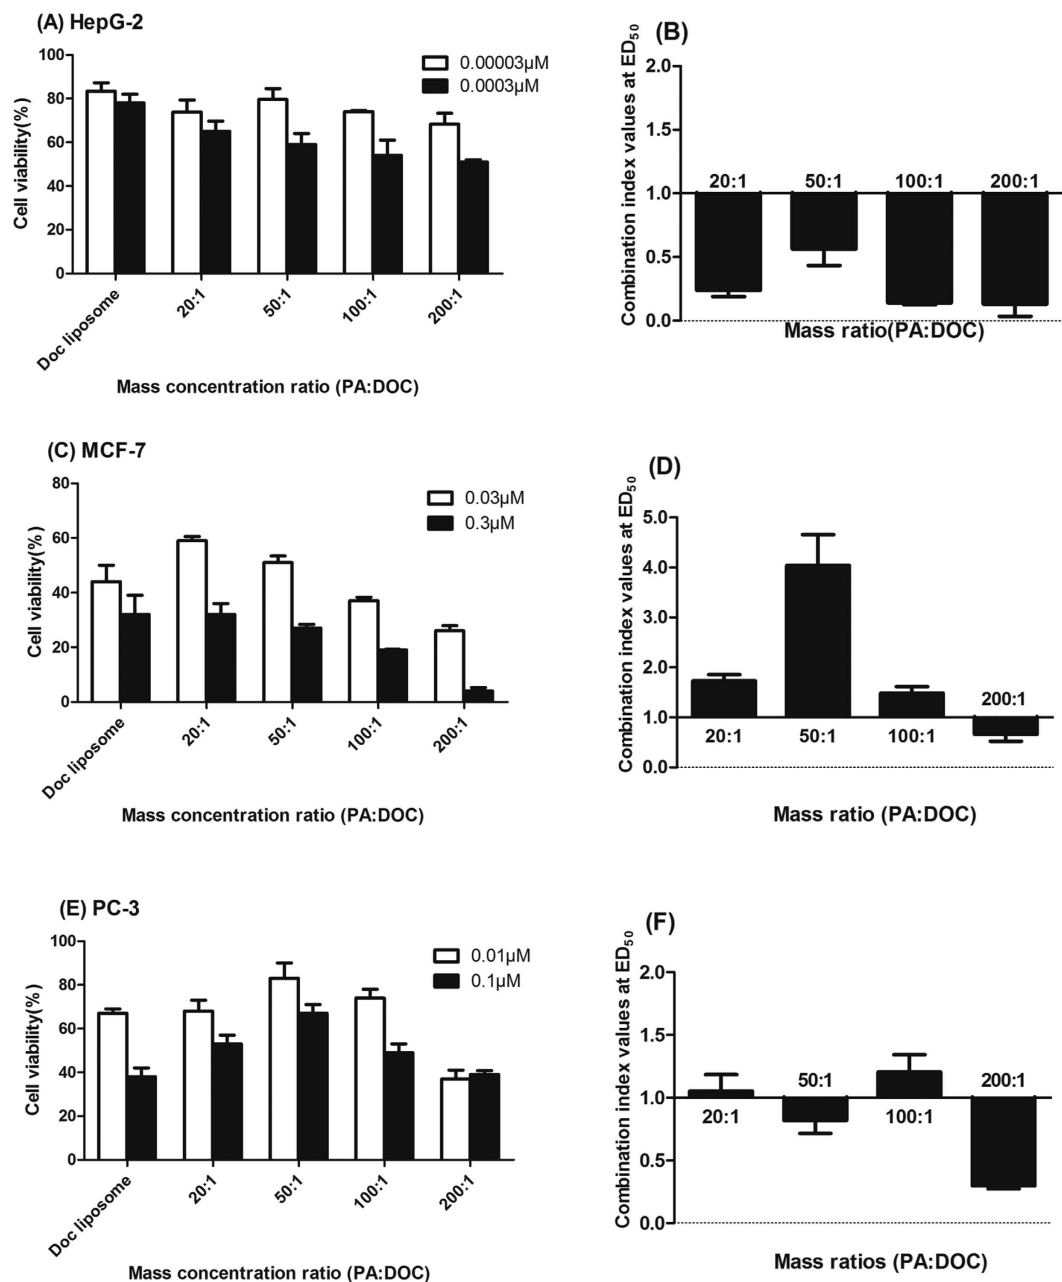 (A) HepG-2
100
80
60
40
20
0
Cell viability(%)
0.00003μM
0.0003μM
Doc liposome
20:1
50:1
100:1
200:1
Mass concentration ratio (PA:DOC)
(B)
2.0
1.5
1.0
0.5
0.0
Combination index values at ED50
20:1
50:1
100:1
200:1
Mass ratio(PA:DOC)
(C) MCF-7
80
60
40
20
0
Cell viability(%)
0.03μM
0.3μM
Doc liposome
20:1
50:1
100:1
200:1
Mass concentration ratio (PA:DOC)
(D)
5.0
4.0
3.0
2.0
1.0
0.0
Combination index values at ED50
20:1
50:1
100:1
200:1
Mass ratio (PA:DOC)
(E) PC-3
100
80
60
40
20
0
Cell viability(%)
0.01μM
0.1μM
Doc liposome
20:1
50:1
100:1
200:1
Mass concentration ratio (PA:DOC)
(F)
2.0
1.5
1.0
0.5
0.0
Combination index values at ED50
20:1
50:1
100:1
200:1
Mass ratios (PA:DOC)